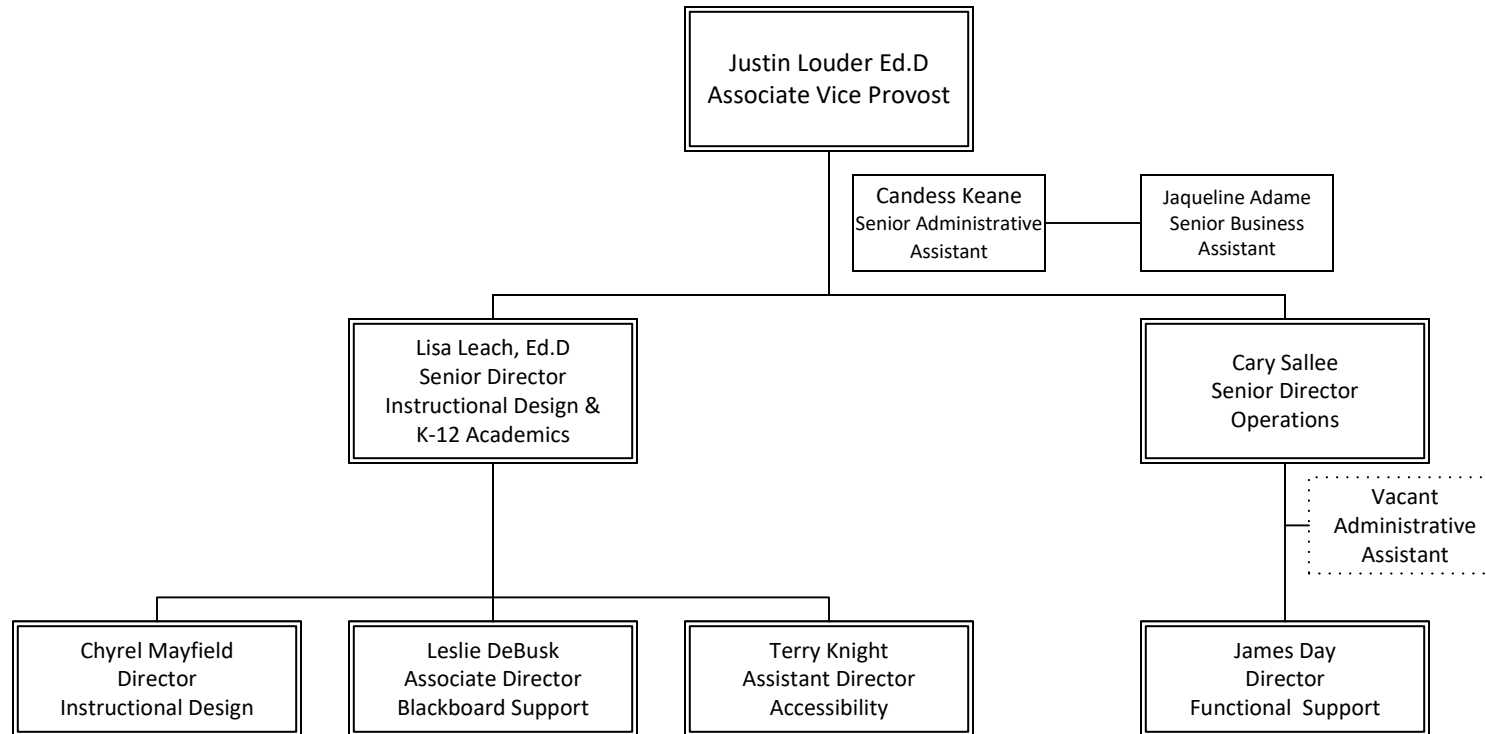 Justin Louder Ed.D
Associate Vice Provost
Candess Keane
Senior Administrative
Assistant
Jaqueline Adame
Senior Business
Assistant
Lisa Leach, Ed.D
Senior Director
Instructional Design &
K-12 Academics
Cary Sallee
Senior Director
Operations
Vacant
Administrative
Assistant
Chyrel Mayfield
Director
Instructional Design
Leslie DeBusk
Associate Director
Blackboard Support
Terry Knight
Assistant Director
Accessibility
James Day
Director
Functional  Support